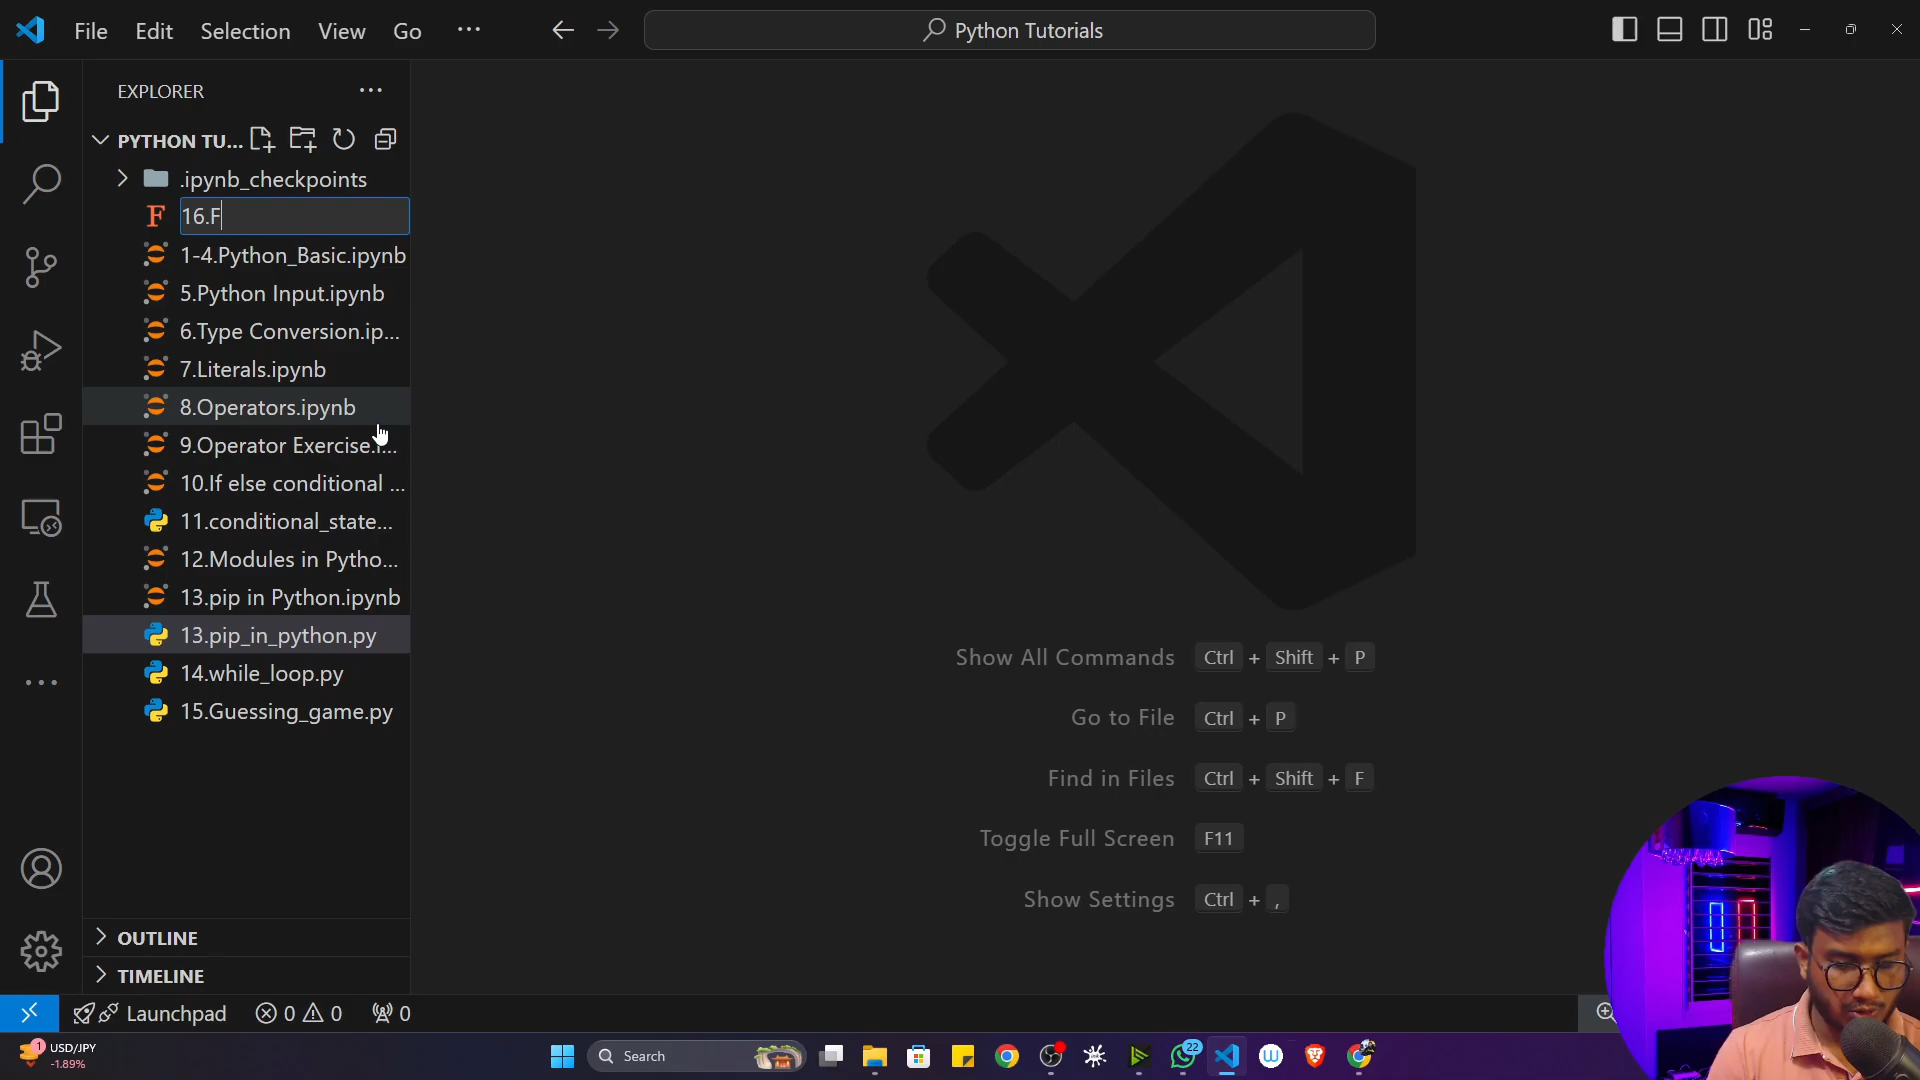 File Edit Selection View Go ··· Python Tutorials
EXPLORER ···
PYTHON TU...
.ipynb_checkpoints
F 16.F
1-4.Python_Basic.ipynb
5.Python Input.ipynb
6.Type Conversion.ip...
7.Literals.ipynb
8.Operators.ipynb
9.Operator Exercise.i...
10.If else conditional ...
11.conditional_state...
12.Modules in Pytho...
13.pip in Python.ipynb
13.pip_in_python.py
14.while_loop.py
15.Guessing_game.py
Show All Commands Ctrl + Shift + P
Go to File Ctrl + P
Find in Files Ctrl + Shift + F
Toggle Full Screen F11
Show Settings Ctrl + ,
OUTLINE
TIMELINE
Launchpad 0 0 0
1 USD/JPY
-1.89%
Search
22